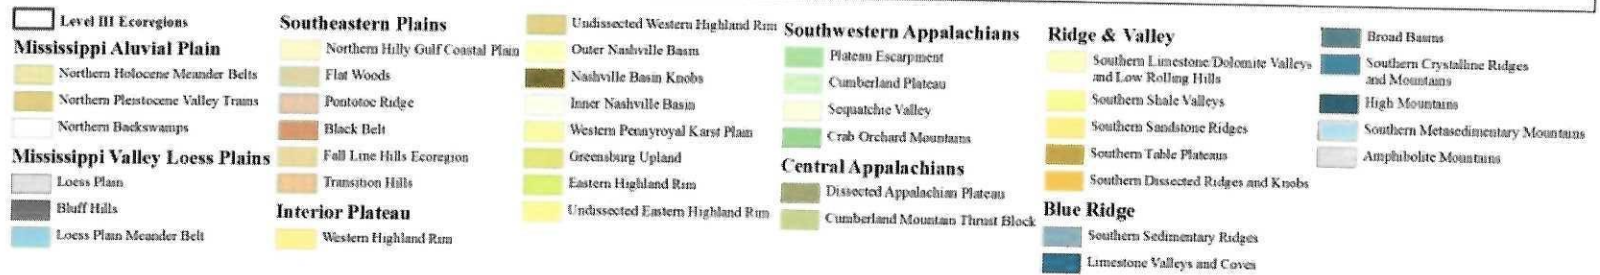 Level III Ecoregions
Mississippi Aluvial Plain
Northern Holocene Meander Belts
Northern Pleistocene Valley Trains
Northern Backswamps
Mississippi Valley Loess Plains
Loess Plain
Bluff Hills
Loess Plain Meander Belt
Southeastern Plains
Northern Hilly Gulf Coastal Plain
Flat Woods
Pontotoc Ridge
Black Belt
Fall Line Hills Ecoregion
Transition Hills
Interior Plateau
Western Highland Rim
Undissected Western Highland Rim
Outer Nashville Basin
Nashville Basin Knobs
Inner Nashville Basin
Western Pennyroyal Karst Plain
Greensburg Upland
Eastern Highland Rim
Undissected Eastern Highland Rim
Southwestern Appalachians
Plateau Escarpment
Cumberland Plateau
Sequatchie Valley
Crab Orchard Mountains
Central Appalachians
Dissected Appalachian Plateau
Cumberland Mountain Thrust Block
Ridge & Valley
Southern Limestone/Dolomite Valleys
and Low Rolling Hills
Southern Shale Valleys
Southern Sandstone Ridges
Southern Table Plateaus
Southern Dissected Ridges and Knobs
Blue Ridge
Southern Sedimentary Ridges
Limestone Valleys and Coves
Broad Basins
Southern Crystalline Ridges
and Mountains
High Mountains
Southern Metasedimentary Mountains
Amphibolite Mountains